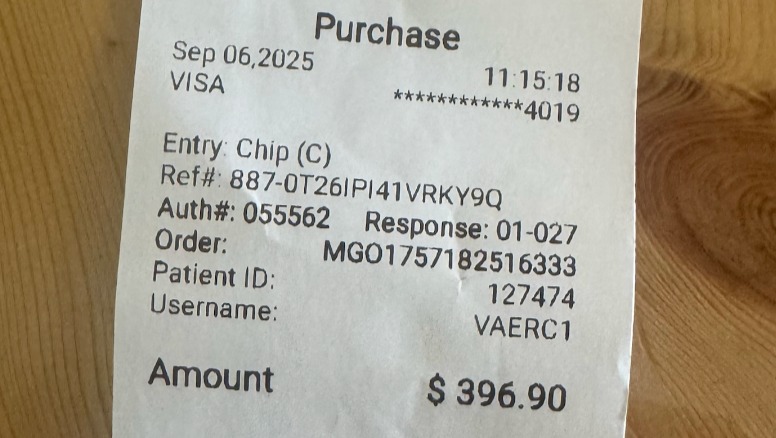 Purchase
Sep 06,2025 11:15:18
VISA ************4019
Entry: Chip (C)
Ref#: 887-0T26IPI41VRKY9Q
Auth#: 055562 Response: 01-027
Order: MGO1757182516333
Patient ID: 127474
Username: VAERC1
Amount $ 396.90